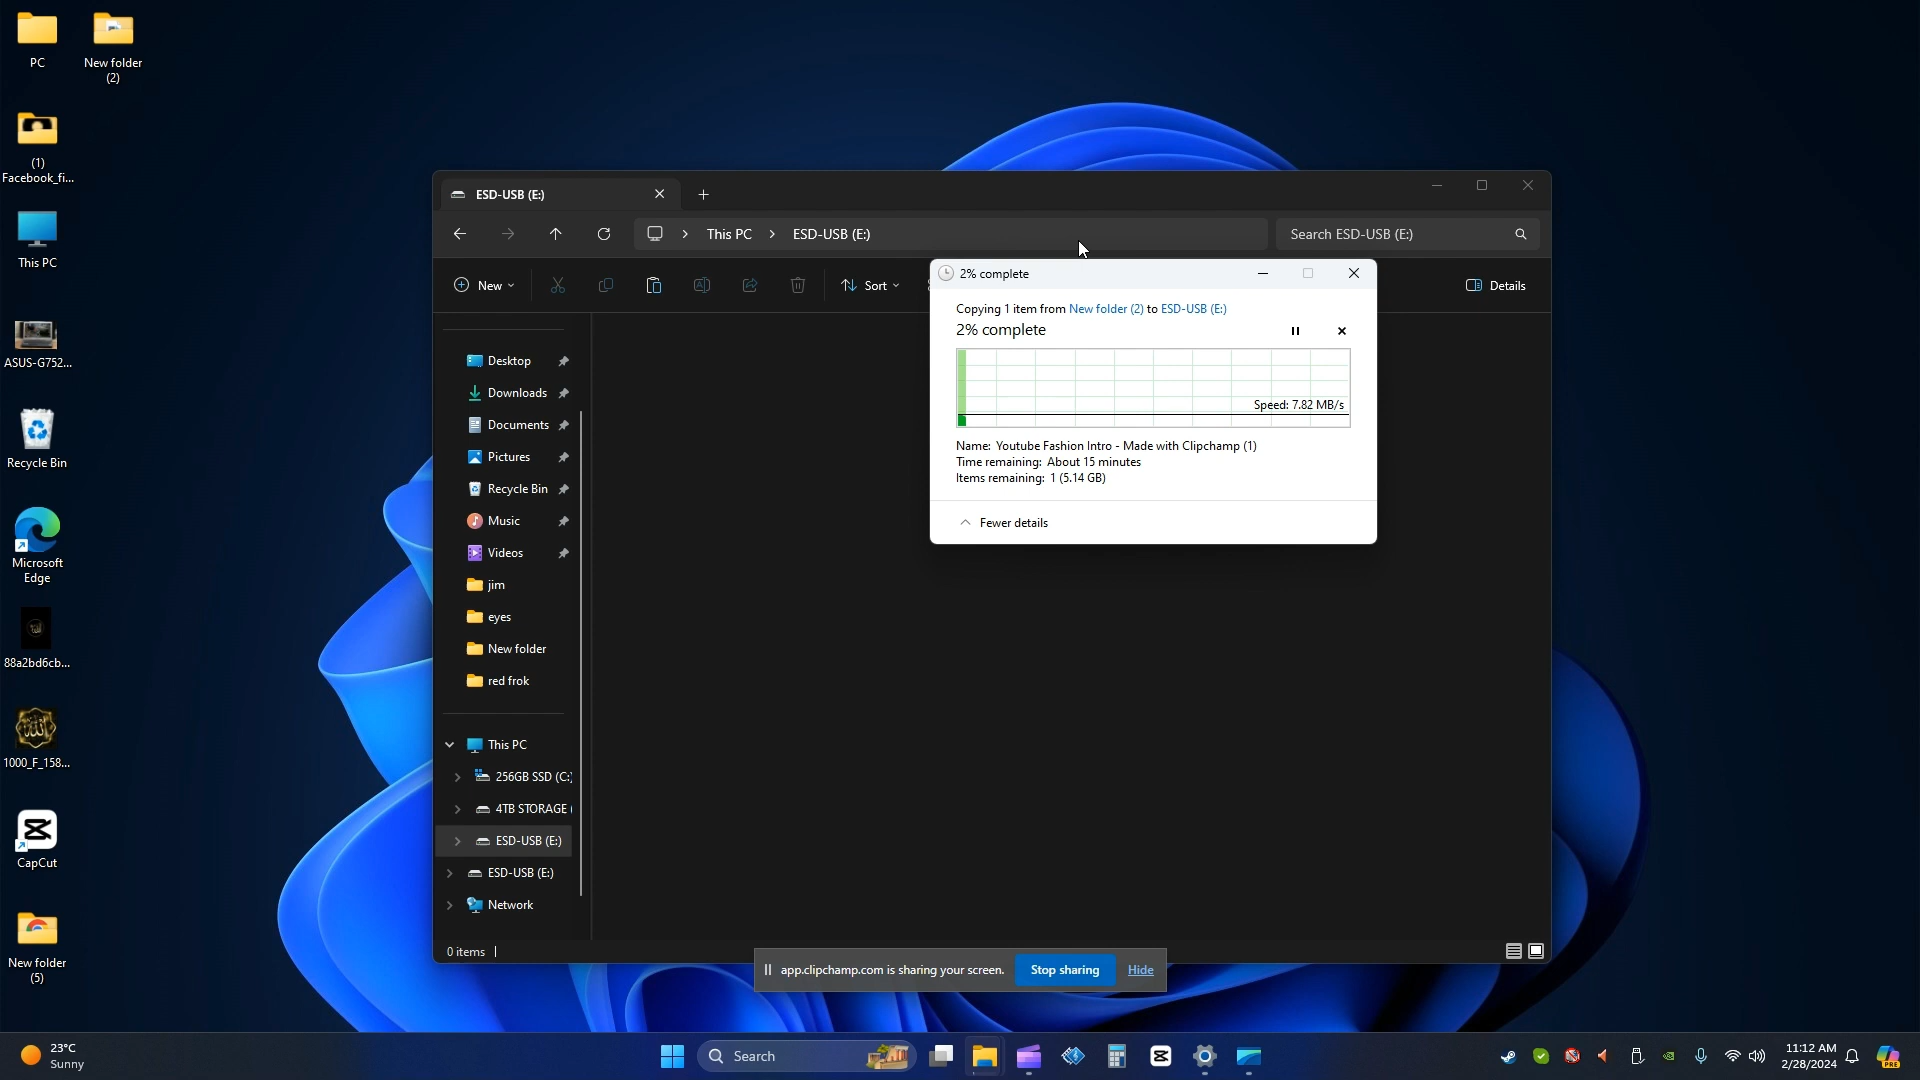 PC
New folder
(2)
(1)
Facebook_fi...
This PC
ASUS-G752...
Recycle Bin
Microsoft
Edge
88a2bd6cb...
1000_F_158...
CapCut
New folder
(5)
ESD-USB (E:)
This PC
ESD-USB (E:)
Search ESD-USB (E:)
New
Sort
Details
Desktop
Downloads
Documents
Pictures
Recycle Bin
Music
Videos
jim
eyes
New folder
red frok
This PC
256GB SSD (C:)
4TB STORAGE (
ESD-USB (E:)
ESD-USB (E:)
Network
0 items
2% complete
Copying 1 item from New folder (2) to ESD-USB (E:)
2% complete
Speed: 7.82 MB/s
Name: Youtube Fashion Intro - Made with Clipchamp (1)
Time remaining: About 15 minutes
Items remaining: 1 (5.14 GB)
Fewer details
app.clipchamp.com is sharing your screen.
Stop sharing
Hide
23°C
Sunny
Search
11:12 AM
2/28/2024
PRE